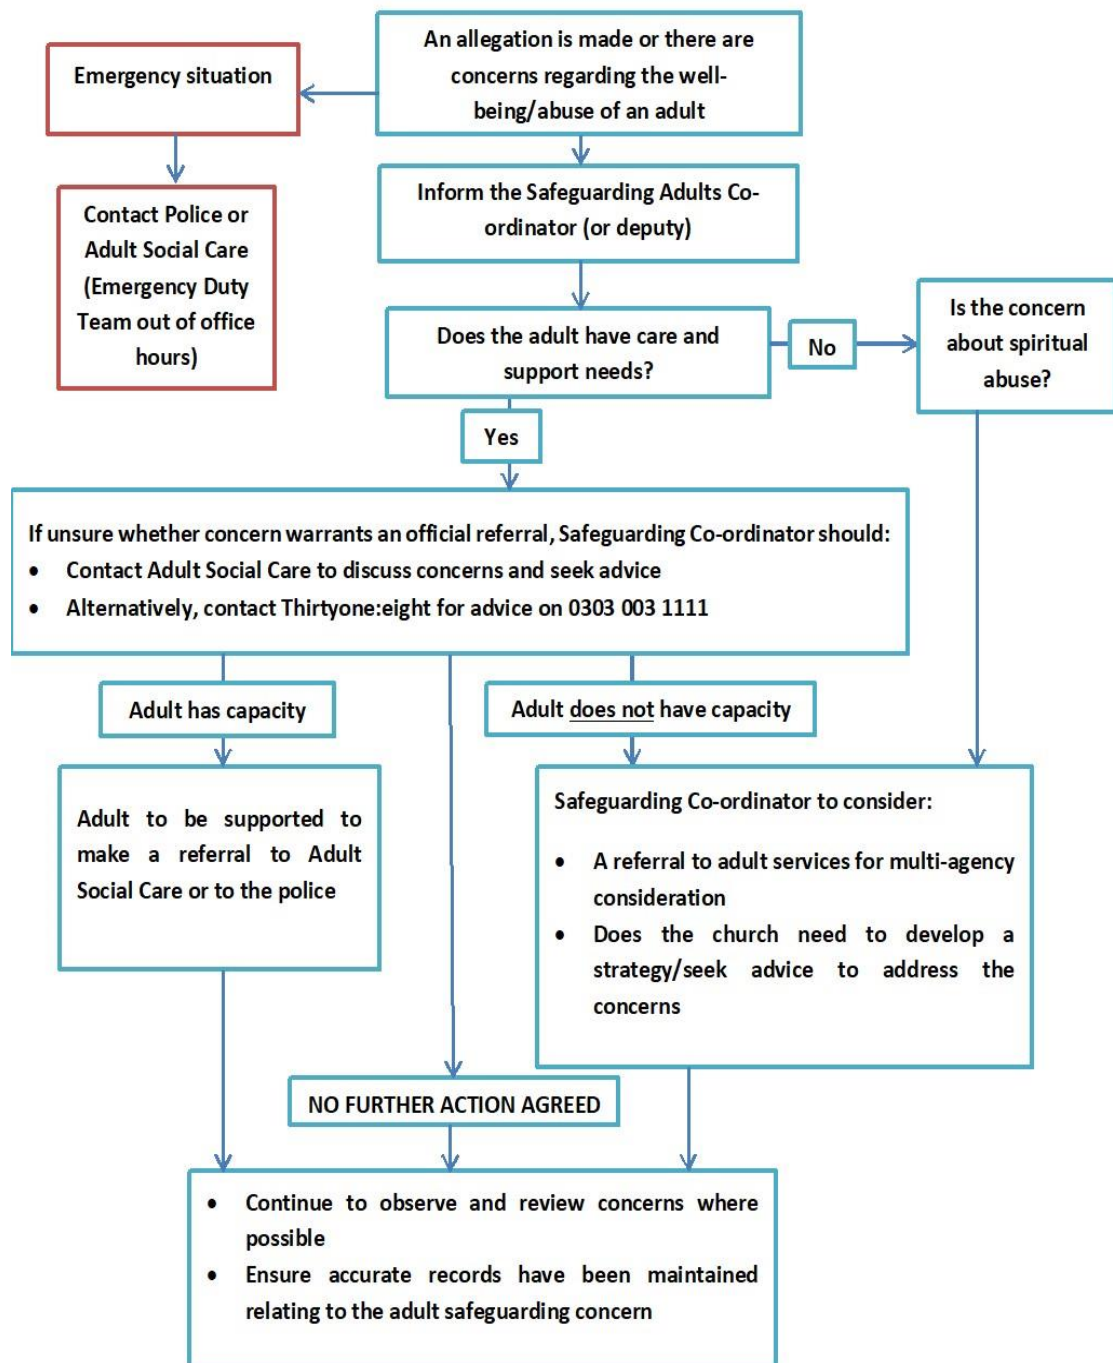 An allegation is made or there are
concerns regarding the well-
being/abuse of an adult
Emergency situation
Contact Police or
Adult Social Care
(Emergency Duty
Team out of office
hours)
Inform the Safeguarding Adults Co-
ordinator (or deputy)
Does the adult have care and
support needs?
No
Is the concern
about spiritual
abuse?
Yes
If unsure whether concern warrants an official referral, Safeguarding Co-ordinator should:
• Contact Adult Social Care to discuss concerns and seek advice
• Alternatively, contact Thirtyone:eight for advice on 0303 003 1111
Adult has capacity
Adult does not have capacity
Adult to be supported to
make a referral to Adult
Social Care or to the police
Safeguarding Co-ordinator to consider:
• A referral to adult services for multi-agency
consideration
• Does the church need to develop a
strategy/seek advice to address the
concerns
NO FURTHER ACTION AGREED
• Continue to observe and review concerns where
possible
• Ensure accurate records have been maintained
relating to the adult safeguarding concern